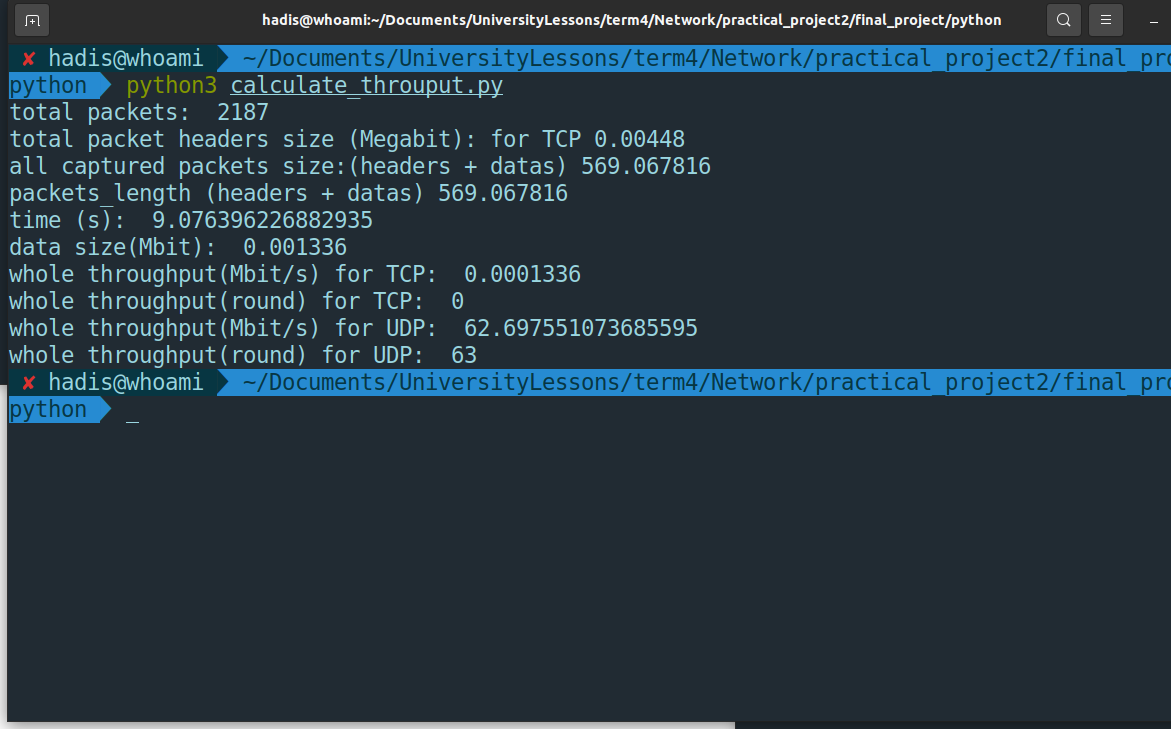 hadis@whoami:~/Documents/UniversityLessons/term4/Network/practical_project2/final_project/python
✘ hadis@whoami ~/Documents/UniversityLessons/term4/Network/practical_project2/final_pro
python python3 calculate_throuput.py
total packets:  2187
total packet headers size (Megabit): for TCP 0.00448
all captured packets size:(headers + datas) 569.067816
packets_length (headers + datas) 569.067816
time (s):  9.076396226882935
data size(Mbit):  0.001336
whole throughput(Mbit/s) for TCP:  0.0001336
whole throughput(round) for TCP:  0
whole throughput(Mbit/s) for UDP:  62.697551073685595
whole throughput(round) for UDP:  63
✘ hadis@whoami ~/Documents/UniversityLessons/term4/Network/practical_project2/final_pro
python _